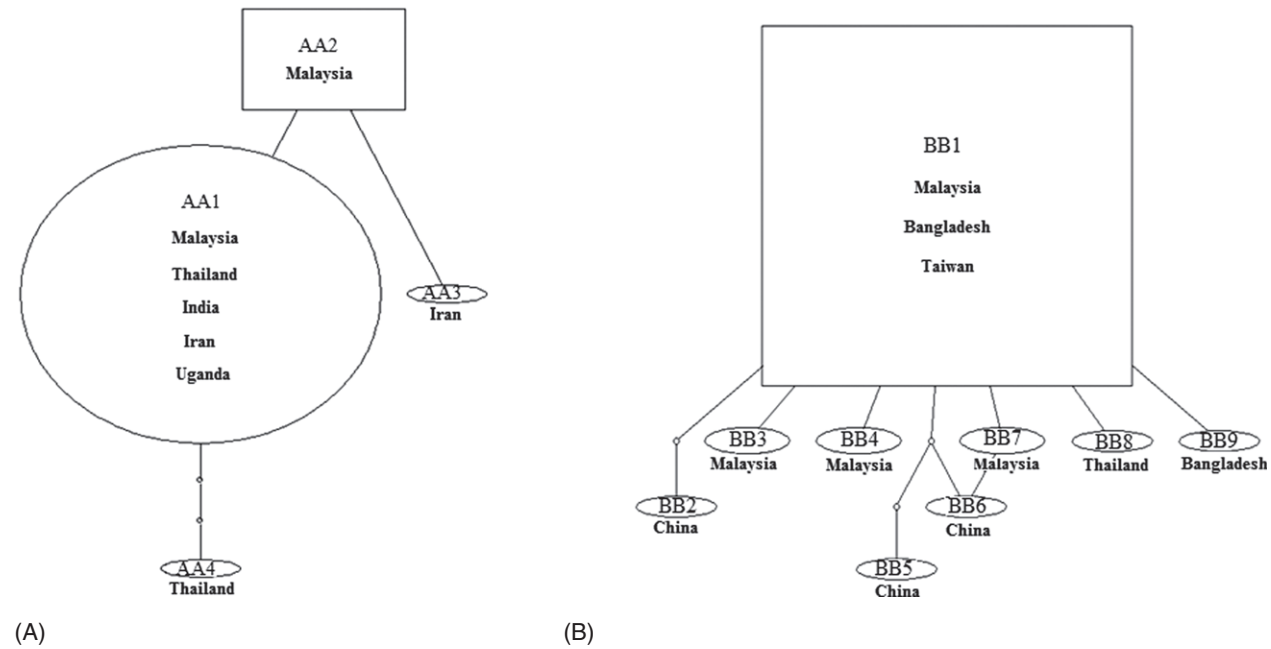 AA2
Malaysia
AA1
Malaysia
Thailand
India
Iran
Uganda
AA3
Iran
AA4
Thailand
(A)
BB1
Malaysia
Bangladesh
Taiwan
BB3
Malaysia
BB4
Malaysia
BB7
Malaysia
BB8
Thailand
BB9
Bangladesh
BB2
China
BB6
China
BB5
China
(B)